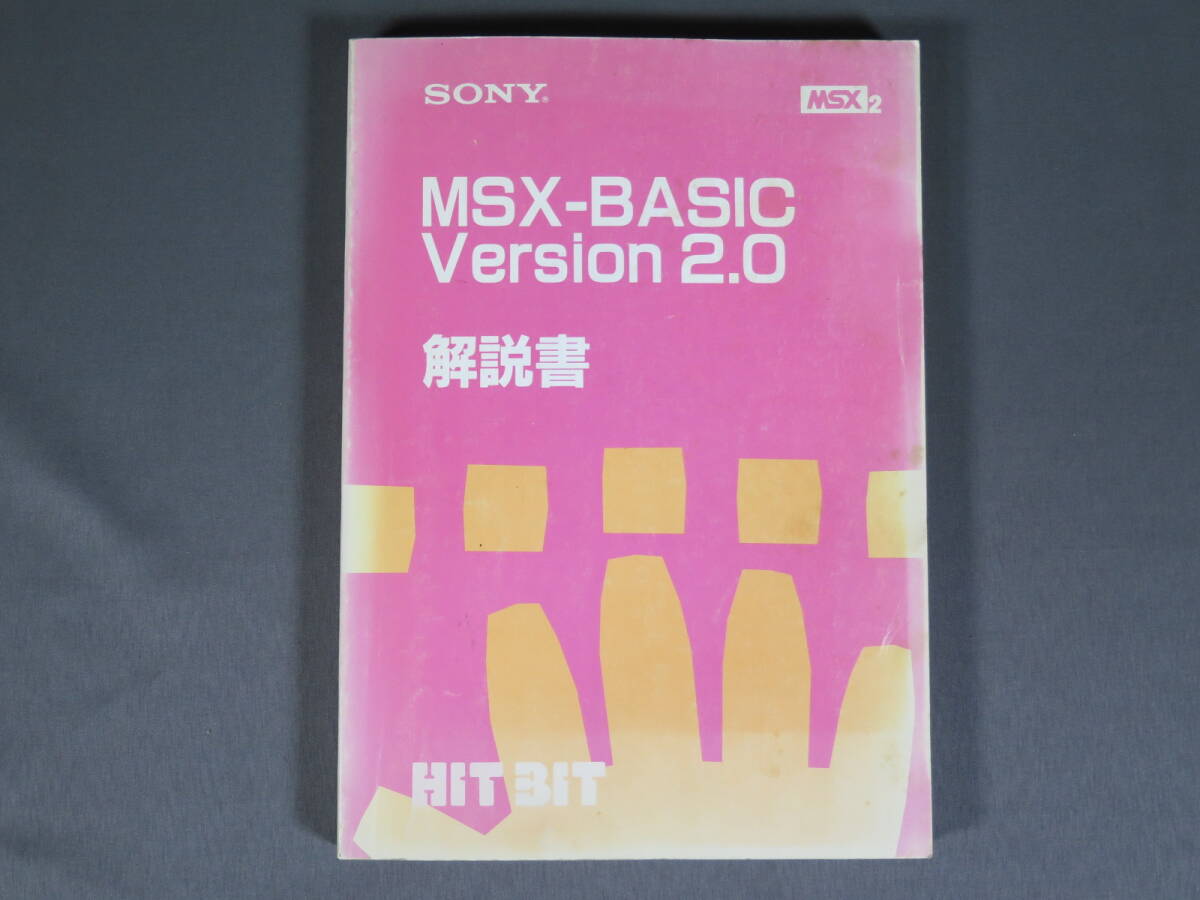 SONY®
MSX2
MSX-BASIC
Version 2.0
解説書
HIT BIT